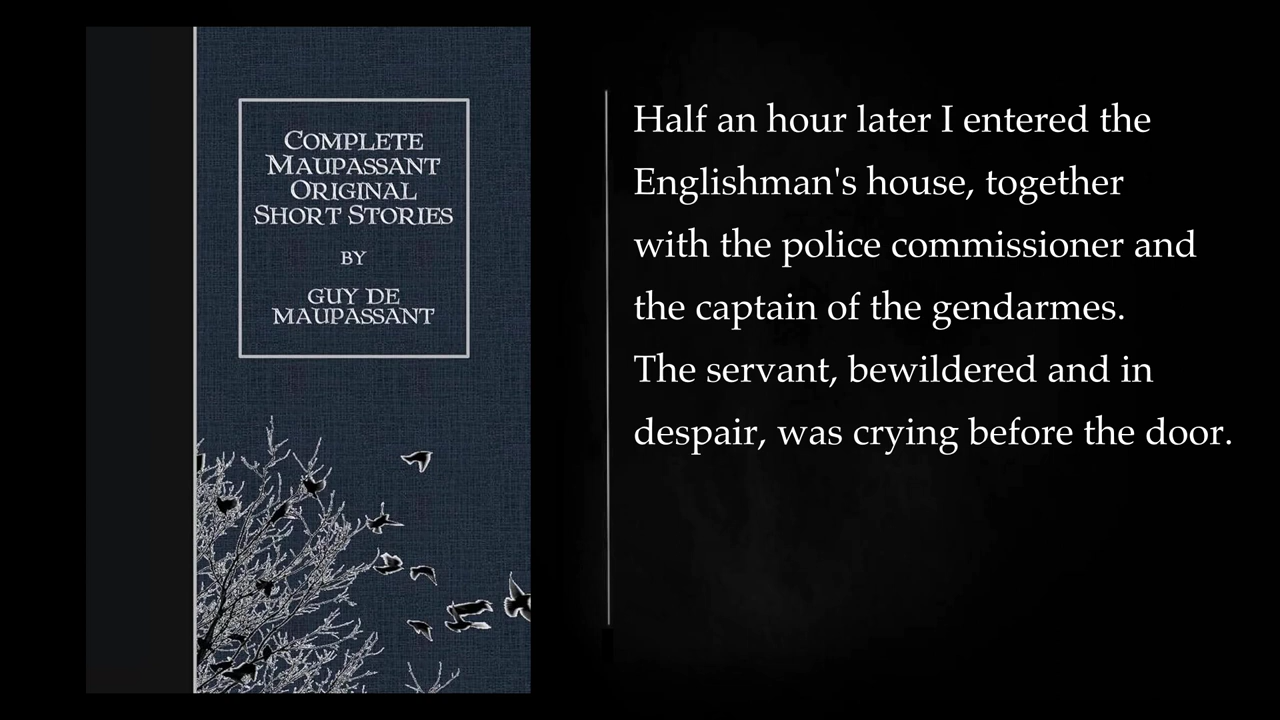 COMPLETE
MAUPASSANT
ORIGINAL
SHORT STORIES
BY
GUY DE
MAUPASSANT
Half an hour later I entered the
Englishman's house, together
with the police commissioner and
the captain of the gendarmes.
The servant, bewildered and in
despair, was crying before the door.